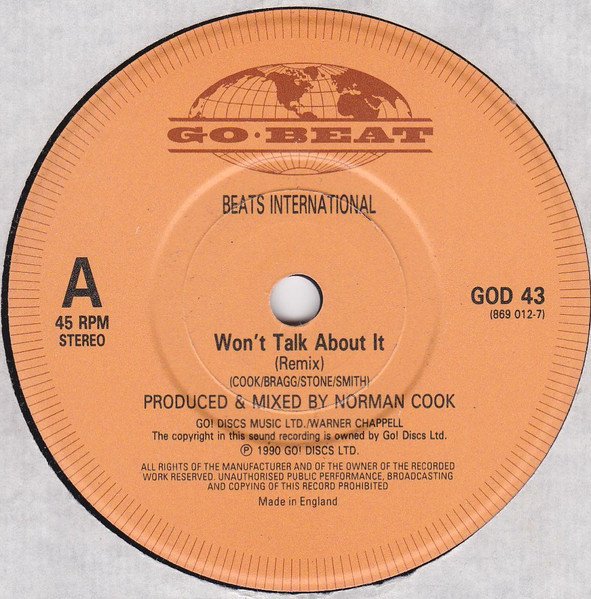 GO·BEAT
BEATS INTERNATIONAL
A
45 RPM
STEREO
GOD 43
(869 012-7)
Won't Talk About It
(Remix)
(COOK/BRAGG/STONE/SMITH)
PRODUCED & MIXED BY NORMAN COOK
GO! DISCS MUSIC LTD./WARNER CHAPPELL
The copyright in this sound recording is owned by Go! Discs Ltd.
Ⓟ 1990 GO! DISCS LTD.
ALL RIGHTS OF THE MANUFACTURER AND OF THE OWNER OF THE RECORDED
WORK RESERVED. UNAUTHORISED PUBLIC PERFORMANCE, BROADCASTING
AND COPYING OF THIS RECORD PROHIBITED
Made in England